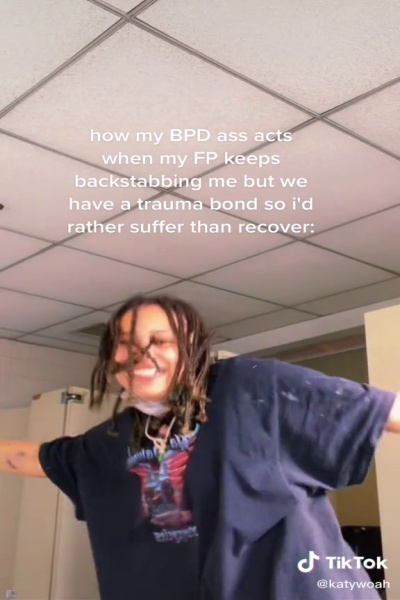 how my BPD ass acts
when my FP keeps
backstabbing me but we
have a trauma bond so i'd
rather suffer than recover:
TikTok
@katywoah